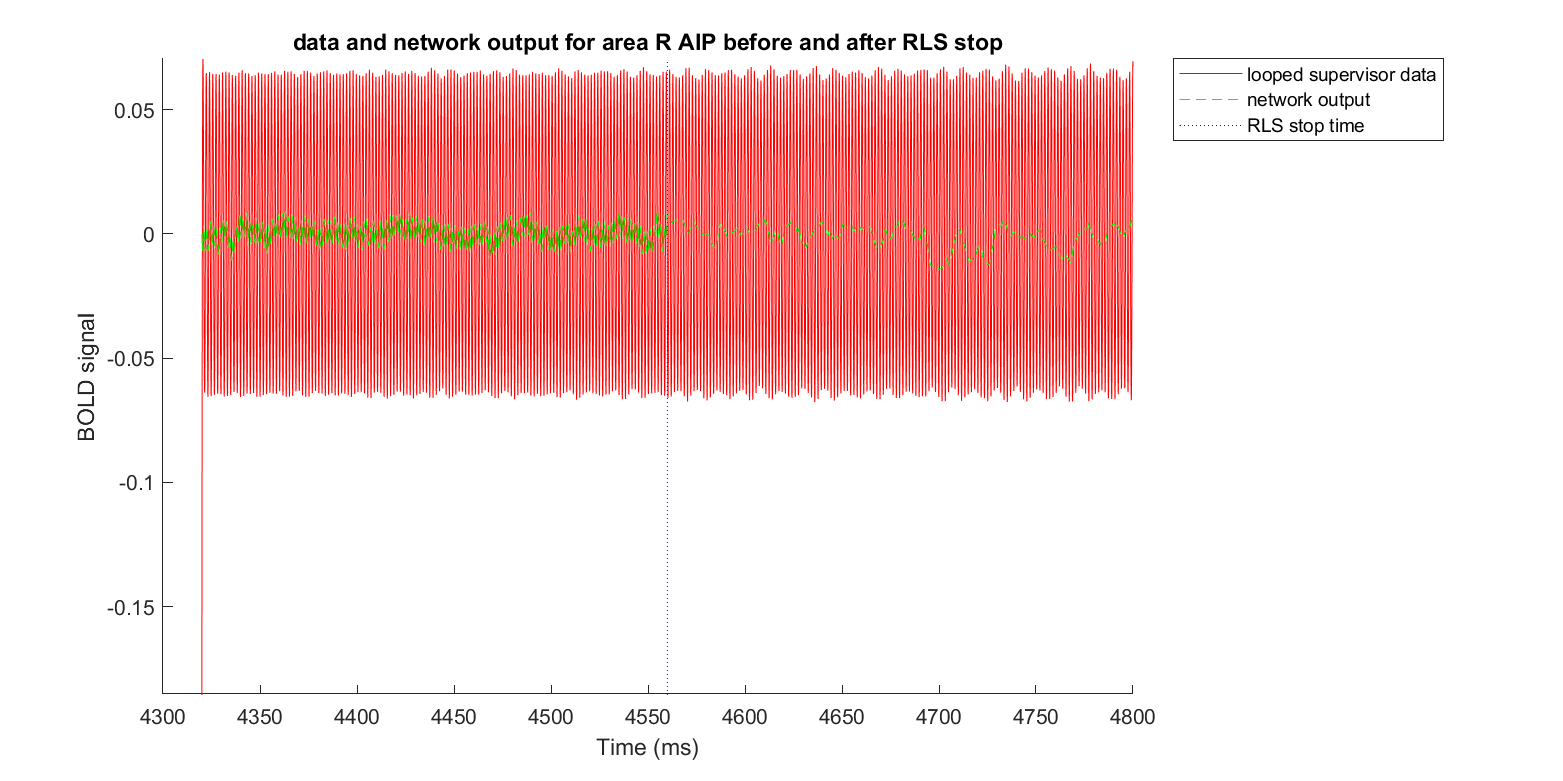 data and network output for area R AIP before and after RLS stop
looped supervisor data
network output
RLS stop time
0.05
0
-0.05
-0.1
-0.15
BOLD signal
4300 4350 4400 4450 4500 4550 4600 4650 4700 4750 4800
Time (ms)